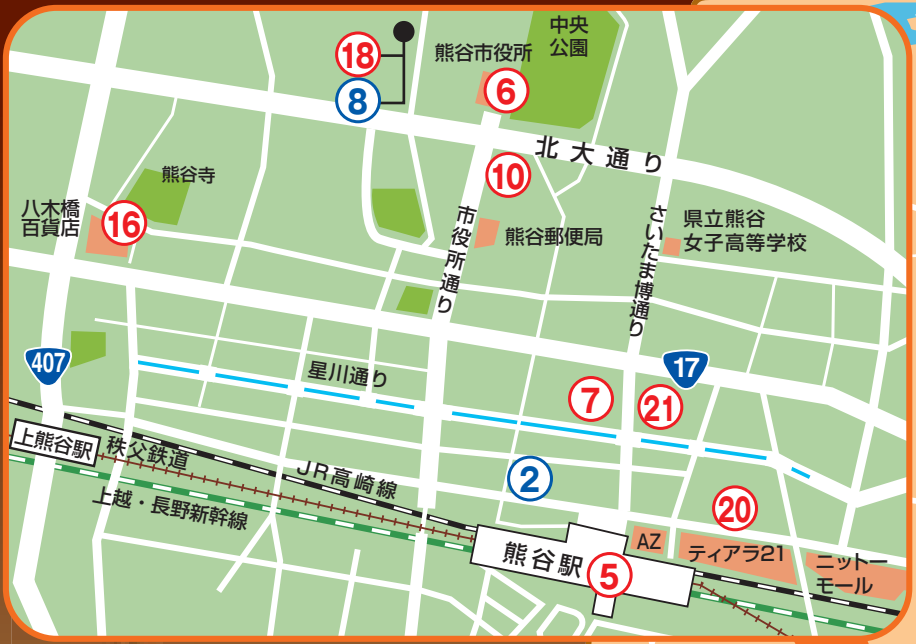 中央
公園
熊谷市役所
18
8
6
北大通り
10
熊谷寺
八木橋
百貨店
16
市役所通り
熊谷郵便局
さいたま博通り
県立熊谷
女子高等学校
407
星川通り
17
7
21
上熊谷駅
秩父鉄道
JR高崎線
上越・長野新幹線
2
20
熊谷駅
5
AZ
ティアラ21
ニットー
モール